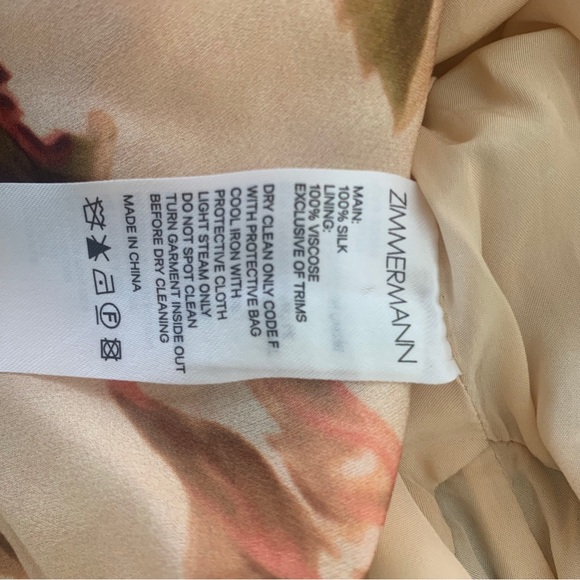 ZIMMERMANN
MAIN:
100% SILK
LINING:
100% VISCOSE
EXCLUSIVE OF TRIMS
DRY CLEAN ONLY CODE F
WITH PROTECTIVE BAG
COOL IRON WITH
PROTECTIVE CLOTH
LIGHT STEAM ONLY
DO NOT SPOT CLEAN
TURN GARMENT INSIDE OUT
BEFORE DRY CLEANING
MADE IN CHINA
F